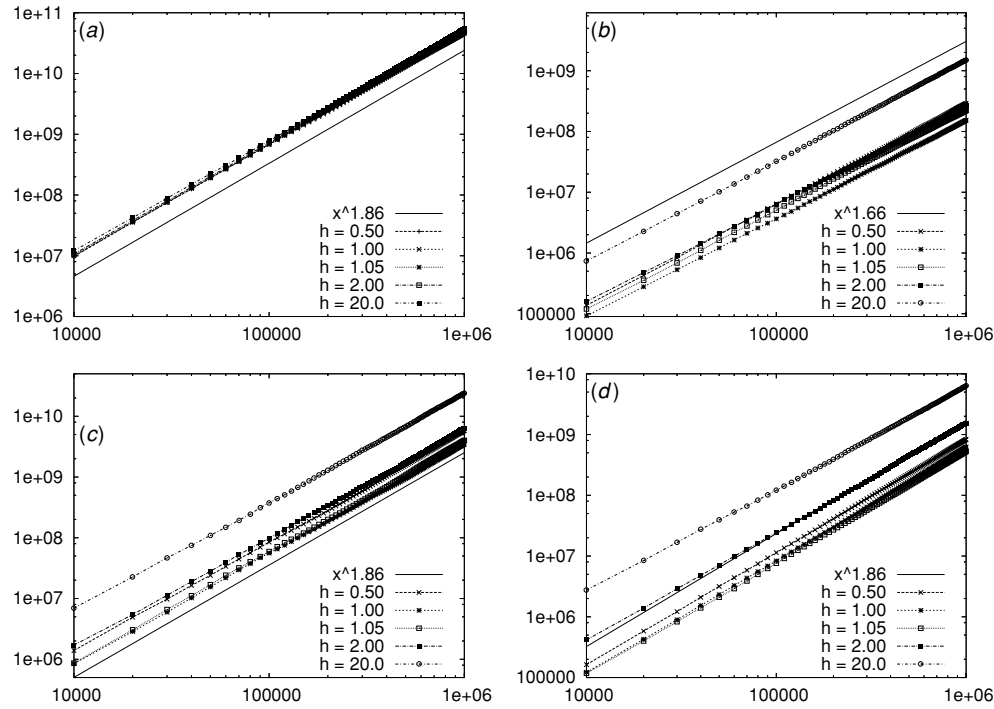 (a)
1e+11
1e+10
1e+09
1e+08
1e+07
1e+06
10000
100000
1e+06
x^1.86
h = 0.50
h = 1.00
h = 1.05
h = 2.00
h = 20.0
(b)
1e+09
1e+08
1e+07
1e+06
100000
10000
100000
1e+06
x^1.66
h = 0.50
h = 1.00
h = 1.05
h = 2.00
h = 20.0
(c)
1e+10
1e+09
1e+08
1e+07
1e+06
10000
100000
1e+06
x^1.86
h = 0.50
h = 1.00
h = 1.05
h = 2.00
h = 20.0
(d)
1e+10
1e+09
1e+08
1e+07
1e+06
100000
10000
100000
1e+06
x^1.86
h = 0.50
h = 1.00
h = 1.05
h = 2.00
h = 20.0